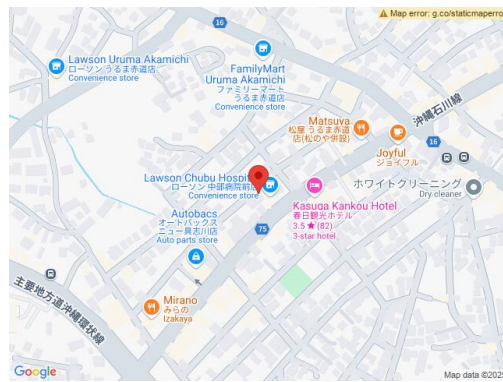 Map error: g.co/staticmaperro
16
Lawson Uruma Akamichi
ローソン うるま赤道店
Convenience store
FamilyMart
Uruma Akamichi
ファミリーマート
うるま赤道店
Convenience store
Matsuya
松屋 うるま赤道
店(松のや併設)
沖縄石川線
16
Joyful
ジョイフル
Lawson Chubu Hospi
ローソン 中部病院前店
Convenience store
ホワイトクリーニング
Dry cleaner
Kasuga Kankou Hotel
春日観光ホテル
3.5★(82)
3-star hotel
Autobacs
オートバックス
ニュー具志川店
Auto parts store
75
主要地方道沖縄環状線
Mirano
みらの
Izakaya
Google
Map data ©202